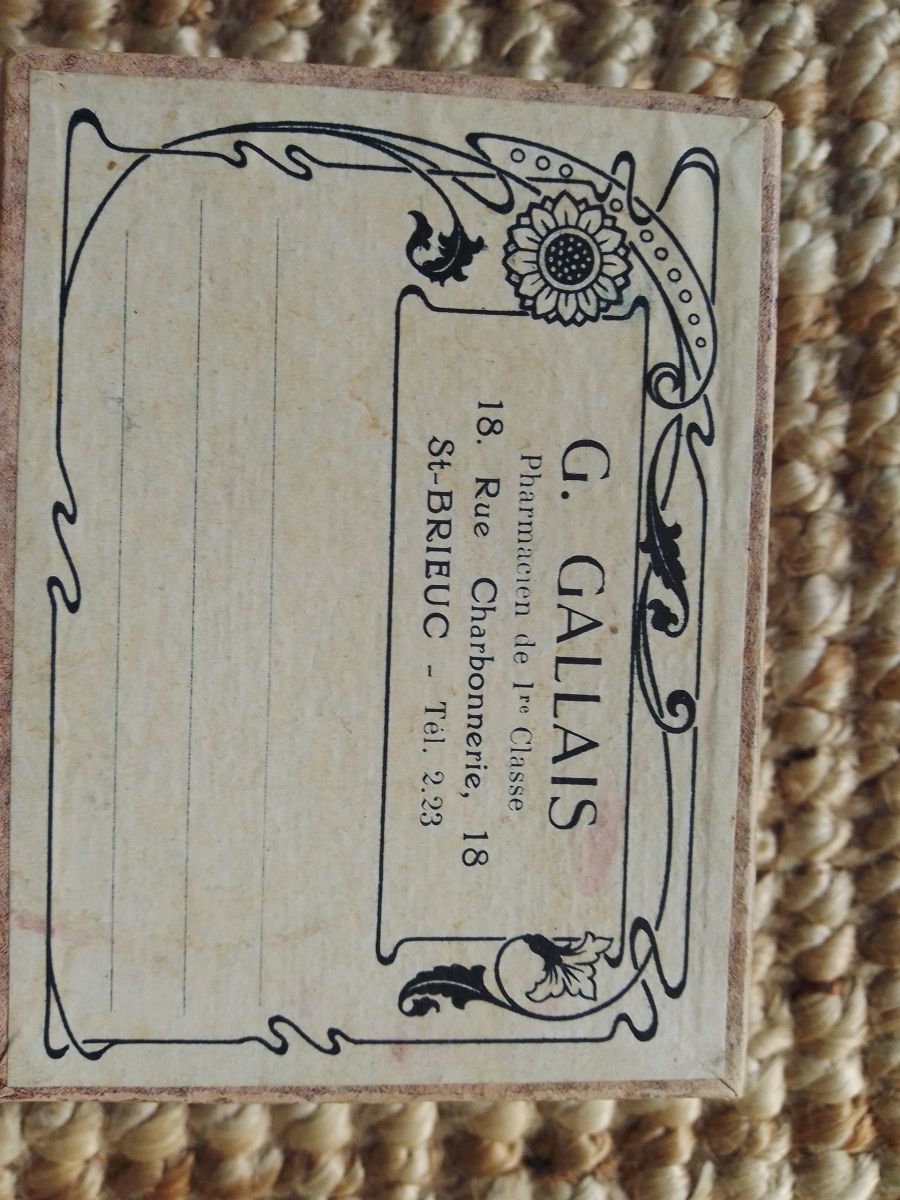 G. GALLAIS
Pharmacien de 1re Classe
18. Rue Charbonnerie, 18
St-BRIEUC - Tél. 2.23